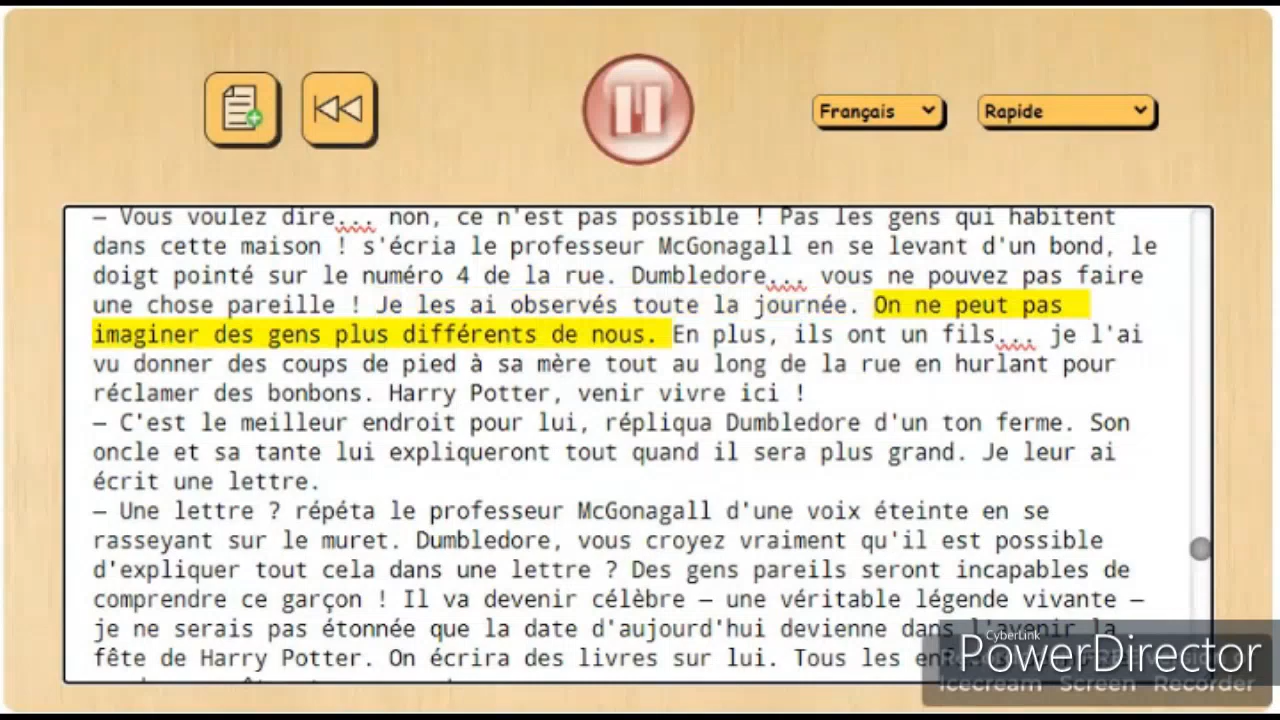 Français
Rapide
— Vous voulez dire... non, ce n'est pas possible ! Pas les gens qui habitent
dans cette maison ! s'écria le professeur McGonagall en se levant d'un bond, le
doigt pointé sur le numéro 4 de la rue. Dumbledore... vous ne pouvez pas faire
une chose pareille ! Je les ai observés toute la journée. On ne peut pas
imaginer des gens plus différents de nous. En plus, ils ont un fils... je l'ai
vu donner des coups de pied à sa mère tout au long de la rue en hurlant pour
réclamer des bonbons. Harry Potter, venir vivre ici !
— C'est le meilleur endroit pour lui, répliqua Dumbledore d'un ton ferme. Son
oncle et sa tante lui expliqueront tout quand il sera plus grand. Je leur ai
écrit une lettre.
— Une lettre ? répéta le professeur McGonagall d'une voix éteinte en se
rasseyant sur le muret. Dumbledore, vous croyez vraiment qu'il est possible
d'expliquer tout cela dans une lettre ? Des gens pareils seront incapables de
comprendre ce garçon ! Il va devenir célèbre — une véritable légende vivante —
je ne serais pas étonnée que la date d'aujourd'hui devienne dans l'avenir la
fête de Harry Potter. On écrira des livres sur lui. Tous les
CyberLink
PowerDirector
Icecream Screen Recorder